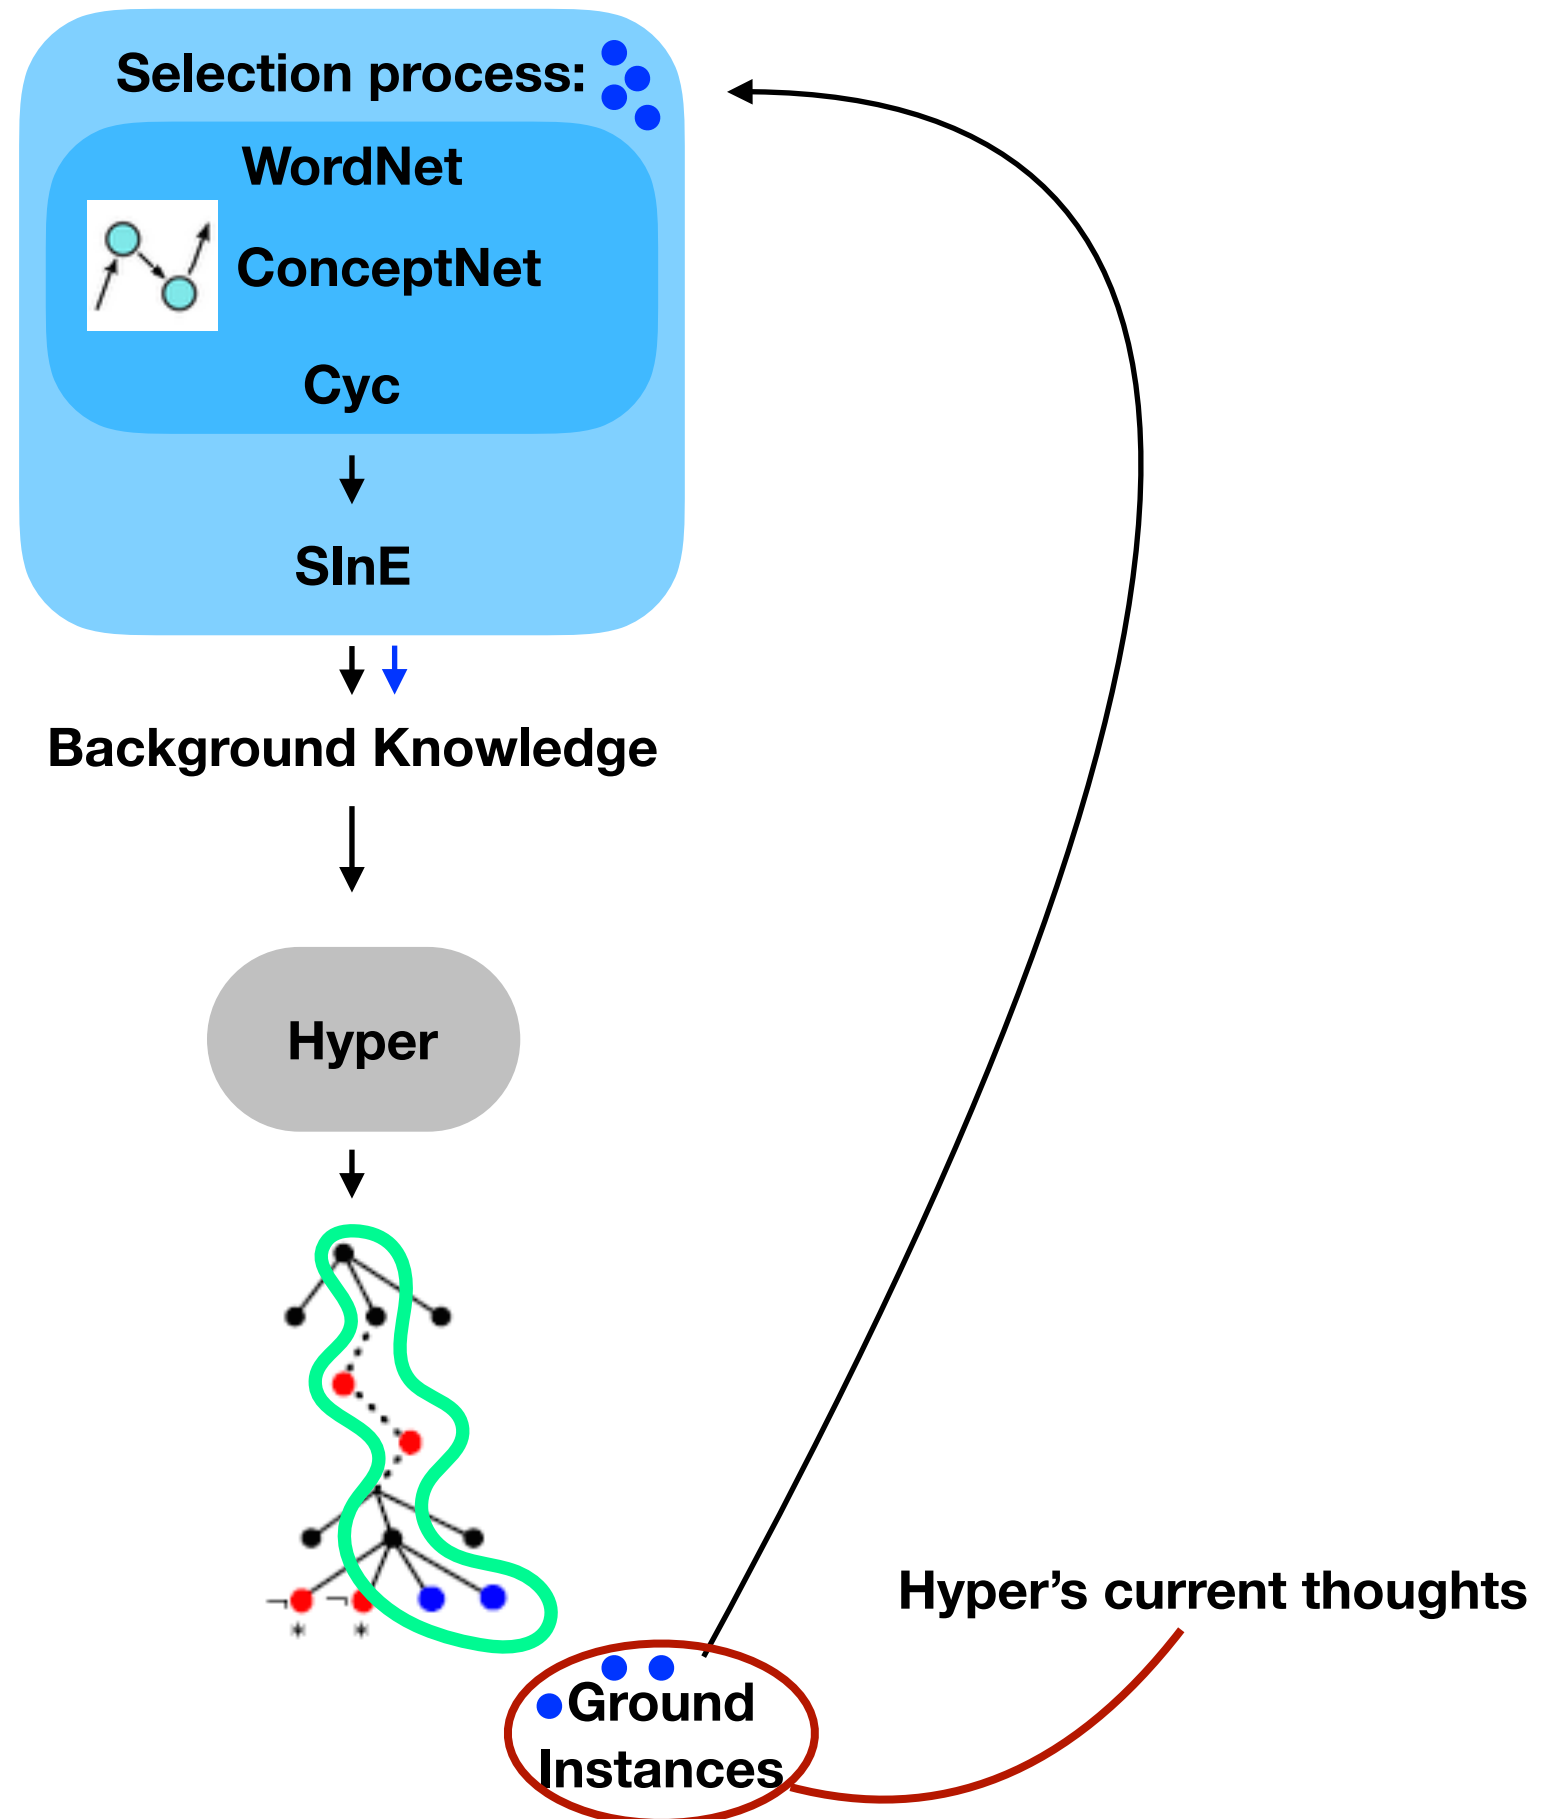 Selection process:
WordNet
ConceptNet
Cyc
SInE
Background Knowledge
Hyper
¬ ¬
* *
Hyper's current thoughts
Ground
Instances